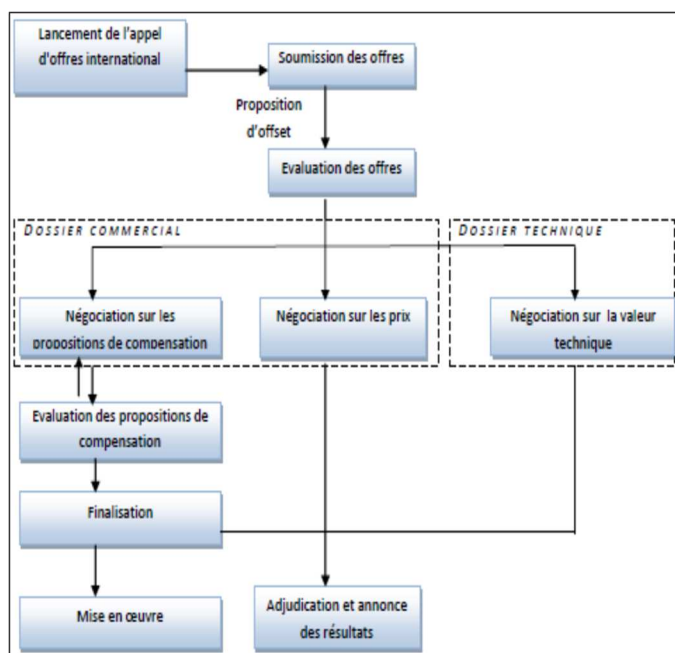 Lancement de l'appel
d'offres international
Soumission des offres
Proposition
d'offset
Evaluation des offres
DOSSIER COMMERCIAL
DOSSIER TECHNIQUE
Négociation sur les
propositions de compensation
Négociation sur les prix
Négociation sur la valeur
technique
Evaluation des propositions de
compensation
Finalisation
Mise en œuvre
Adjudication et annonce
des résultats